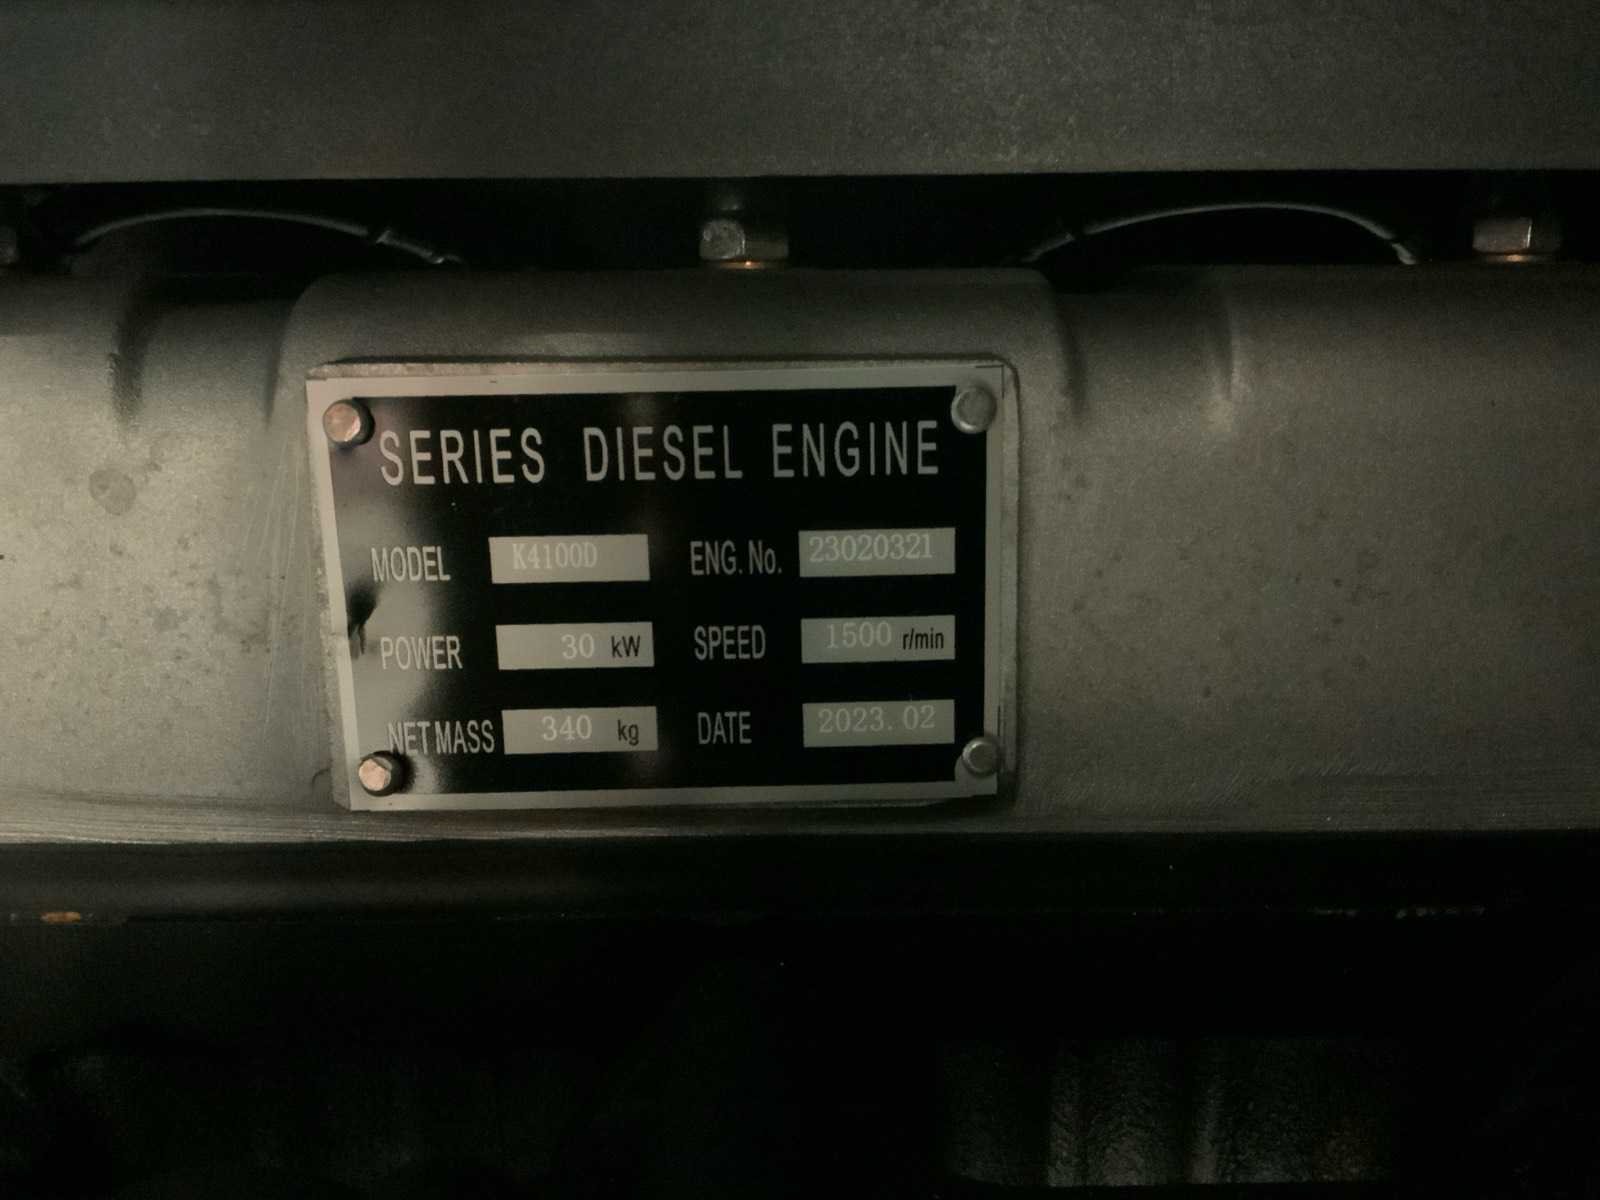 SERIES DIESEL ENGINE
MODEL K4100D ENG. No. 23020321
POWER 30 kW SPEED 1500 r/min
NET MASS 340 kg DATE 2023.02